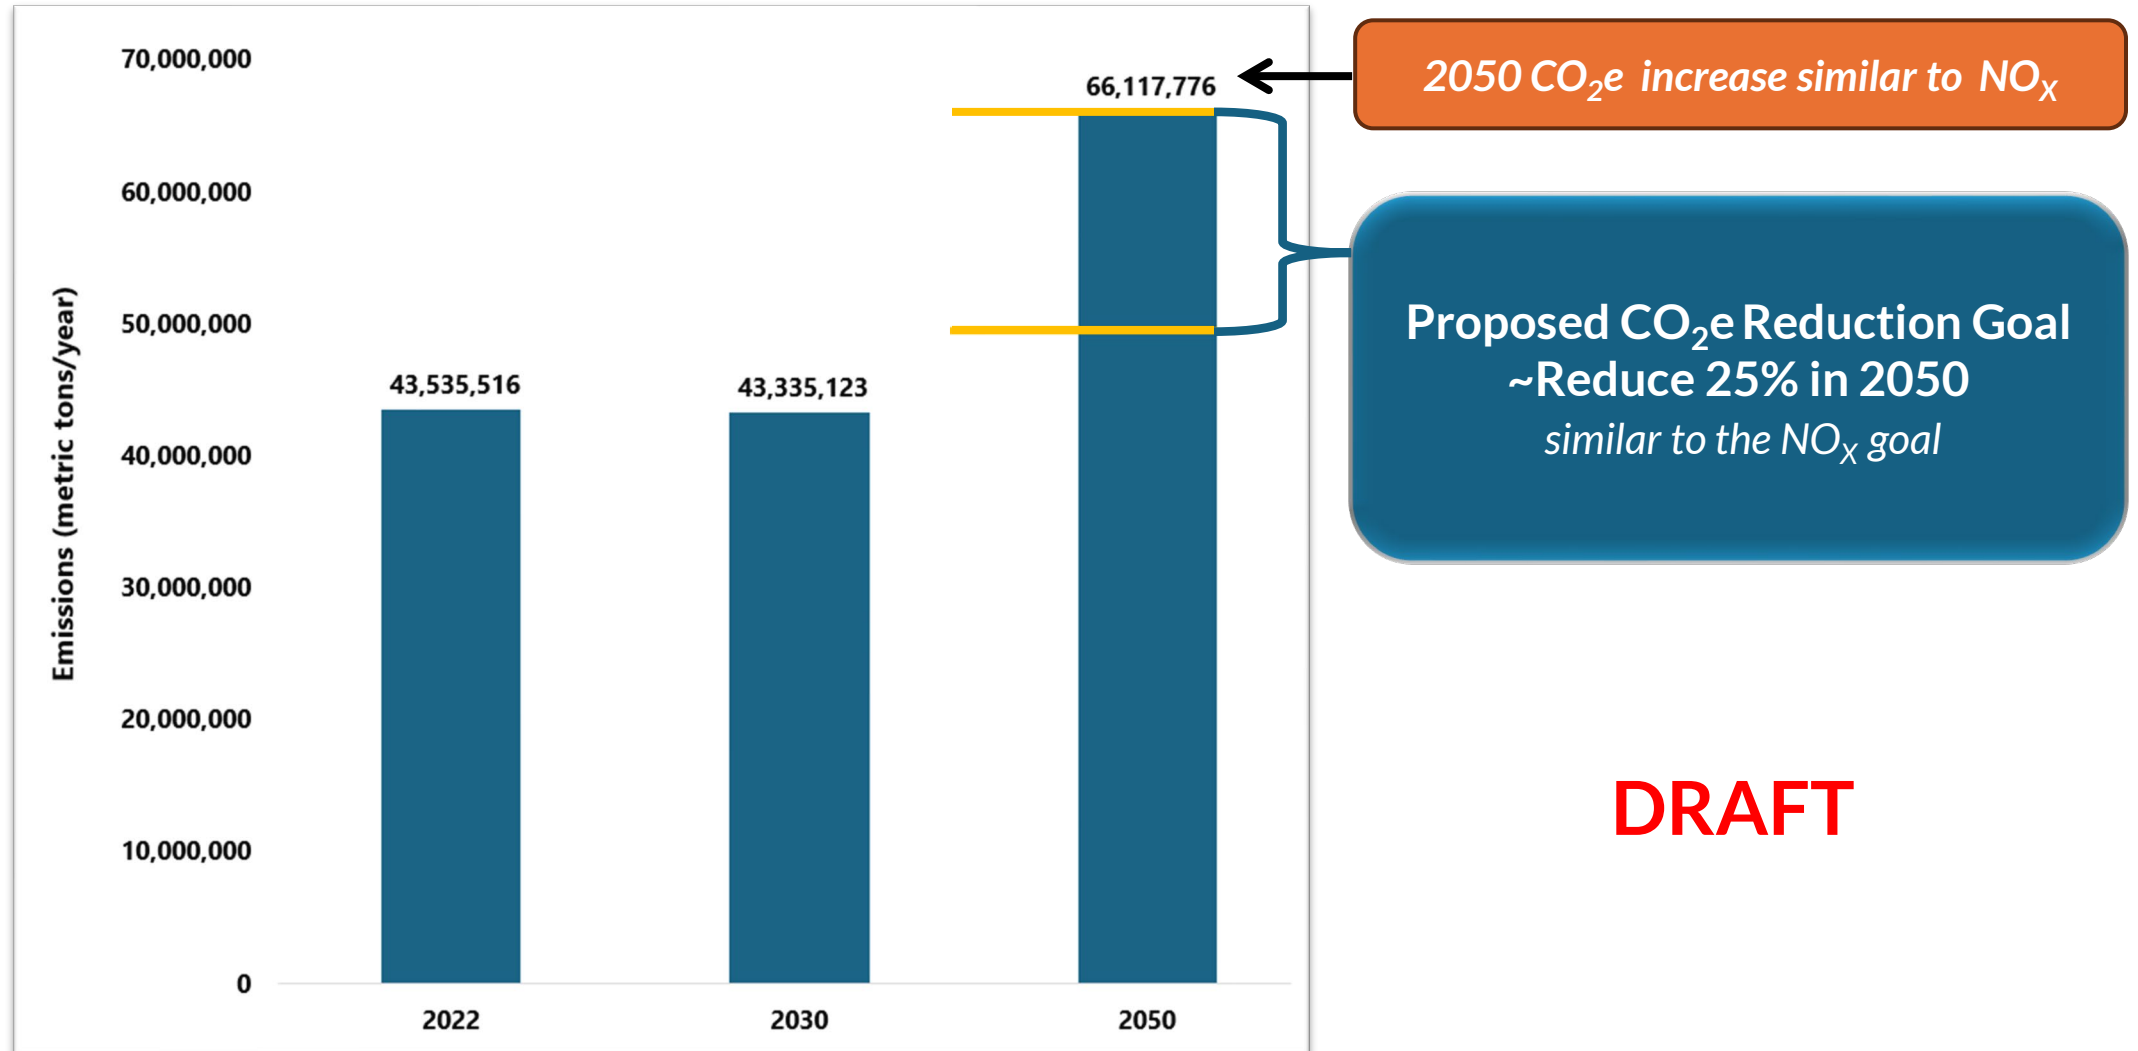 70,000,000
60,000,000
50,000,000
40,000,000
30,000,000
20,000,000
10,000,000
0
Emissions (metric tons/year)
43,535,516
43,335,123
66,117,776
2022
2030
2050
2050 CO₂e increase similar to NOX
Proposed CO₂e Reduction Goal
~Reduce 25% in 2050
similar to the NOX goal
DRAFT